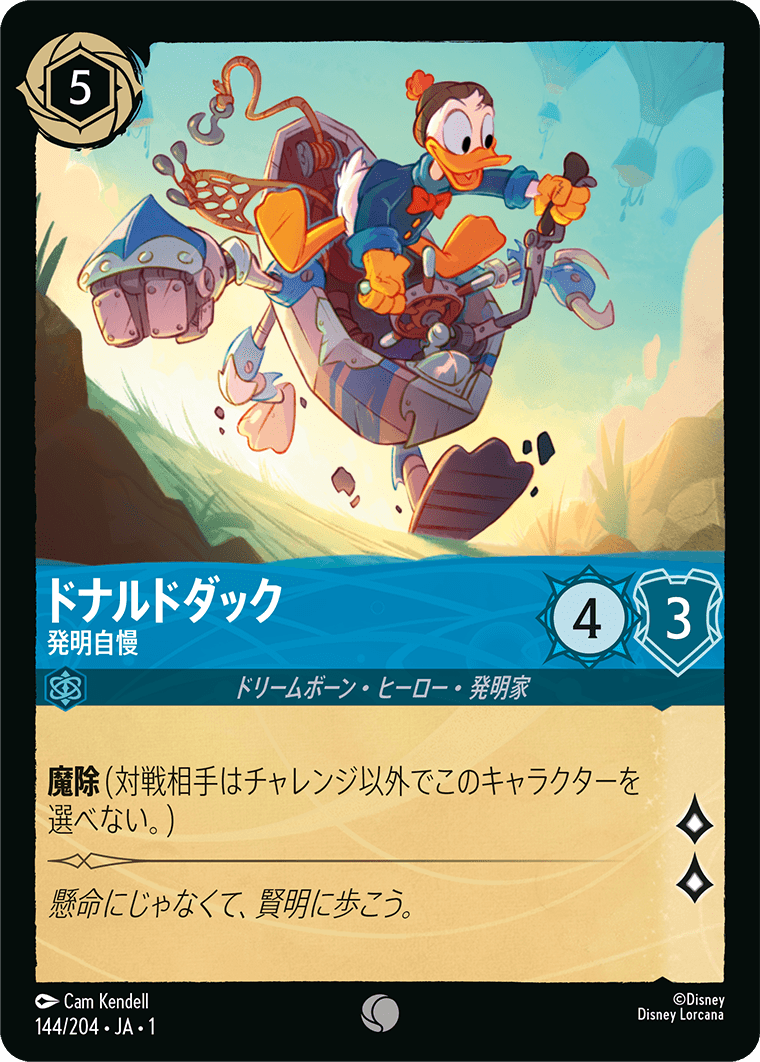 5
ドナルドダック
発明自慢
4
3
ドリームボーン・ヒーロー・発明家
魔除(対戦相手はチャレンジ以外でこのキャラクターを
選べない。)
懸命にじゃなくて、賢明に歩こう。
Cam Kendell
©Disney
144/204・JA・1
Disney Lorcana